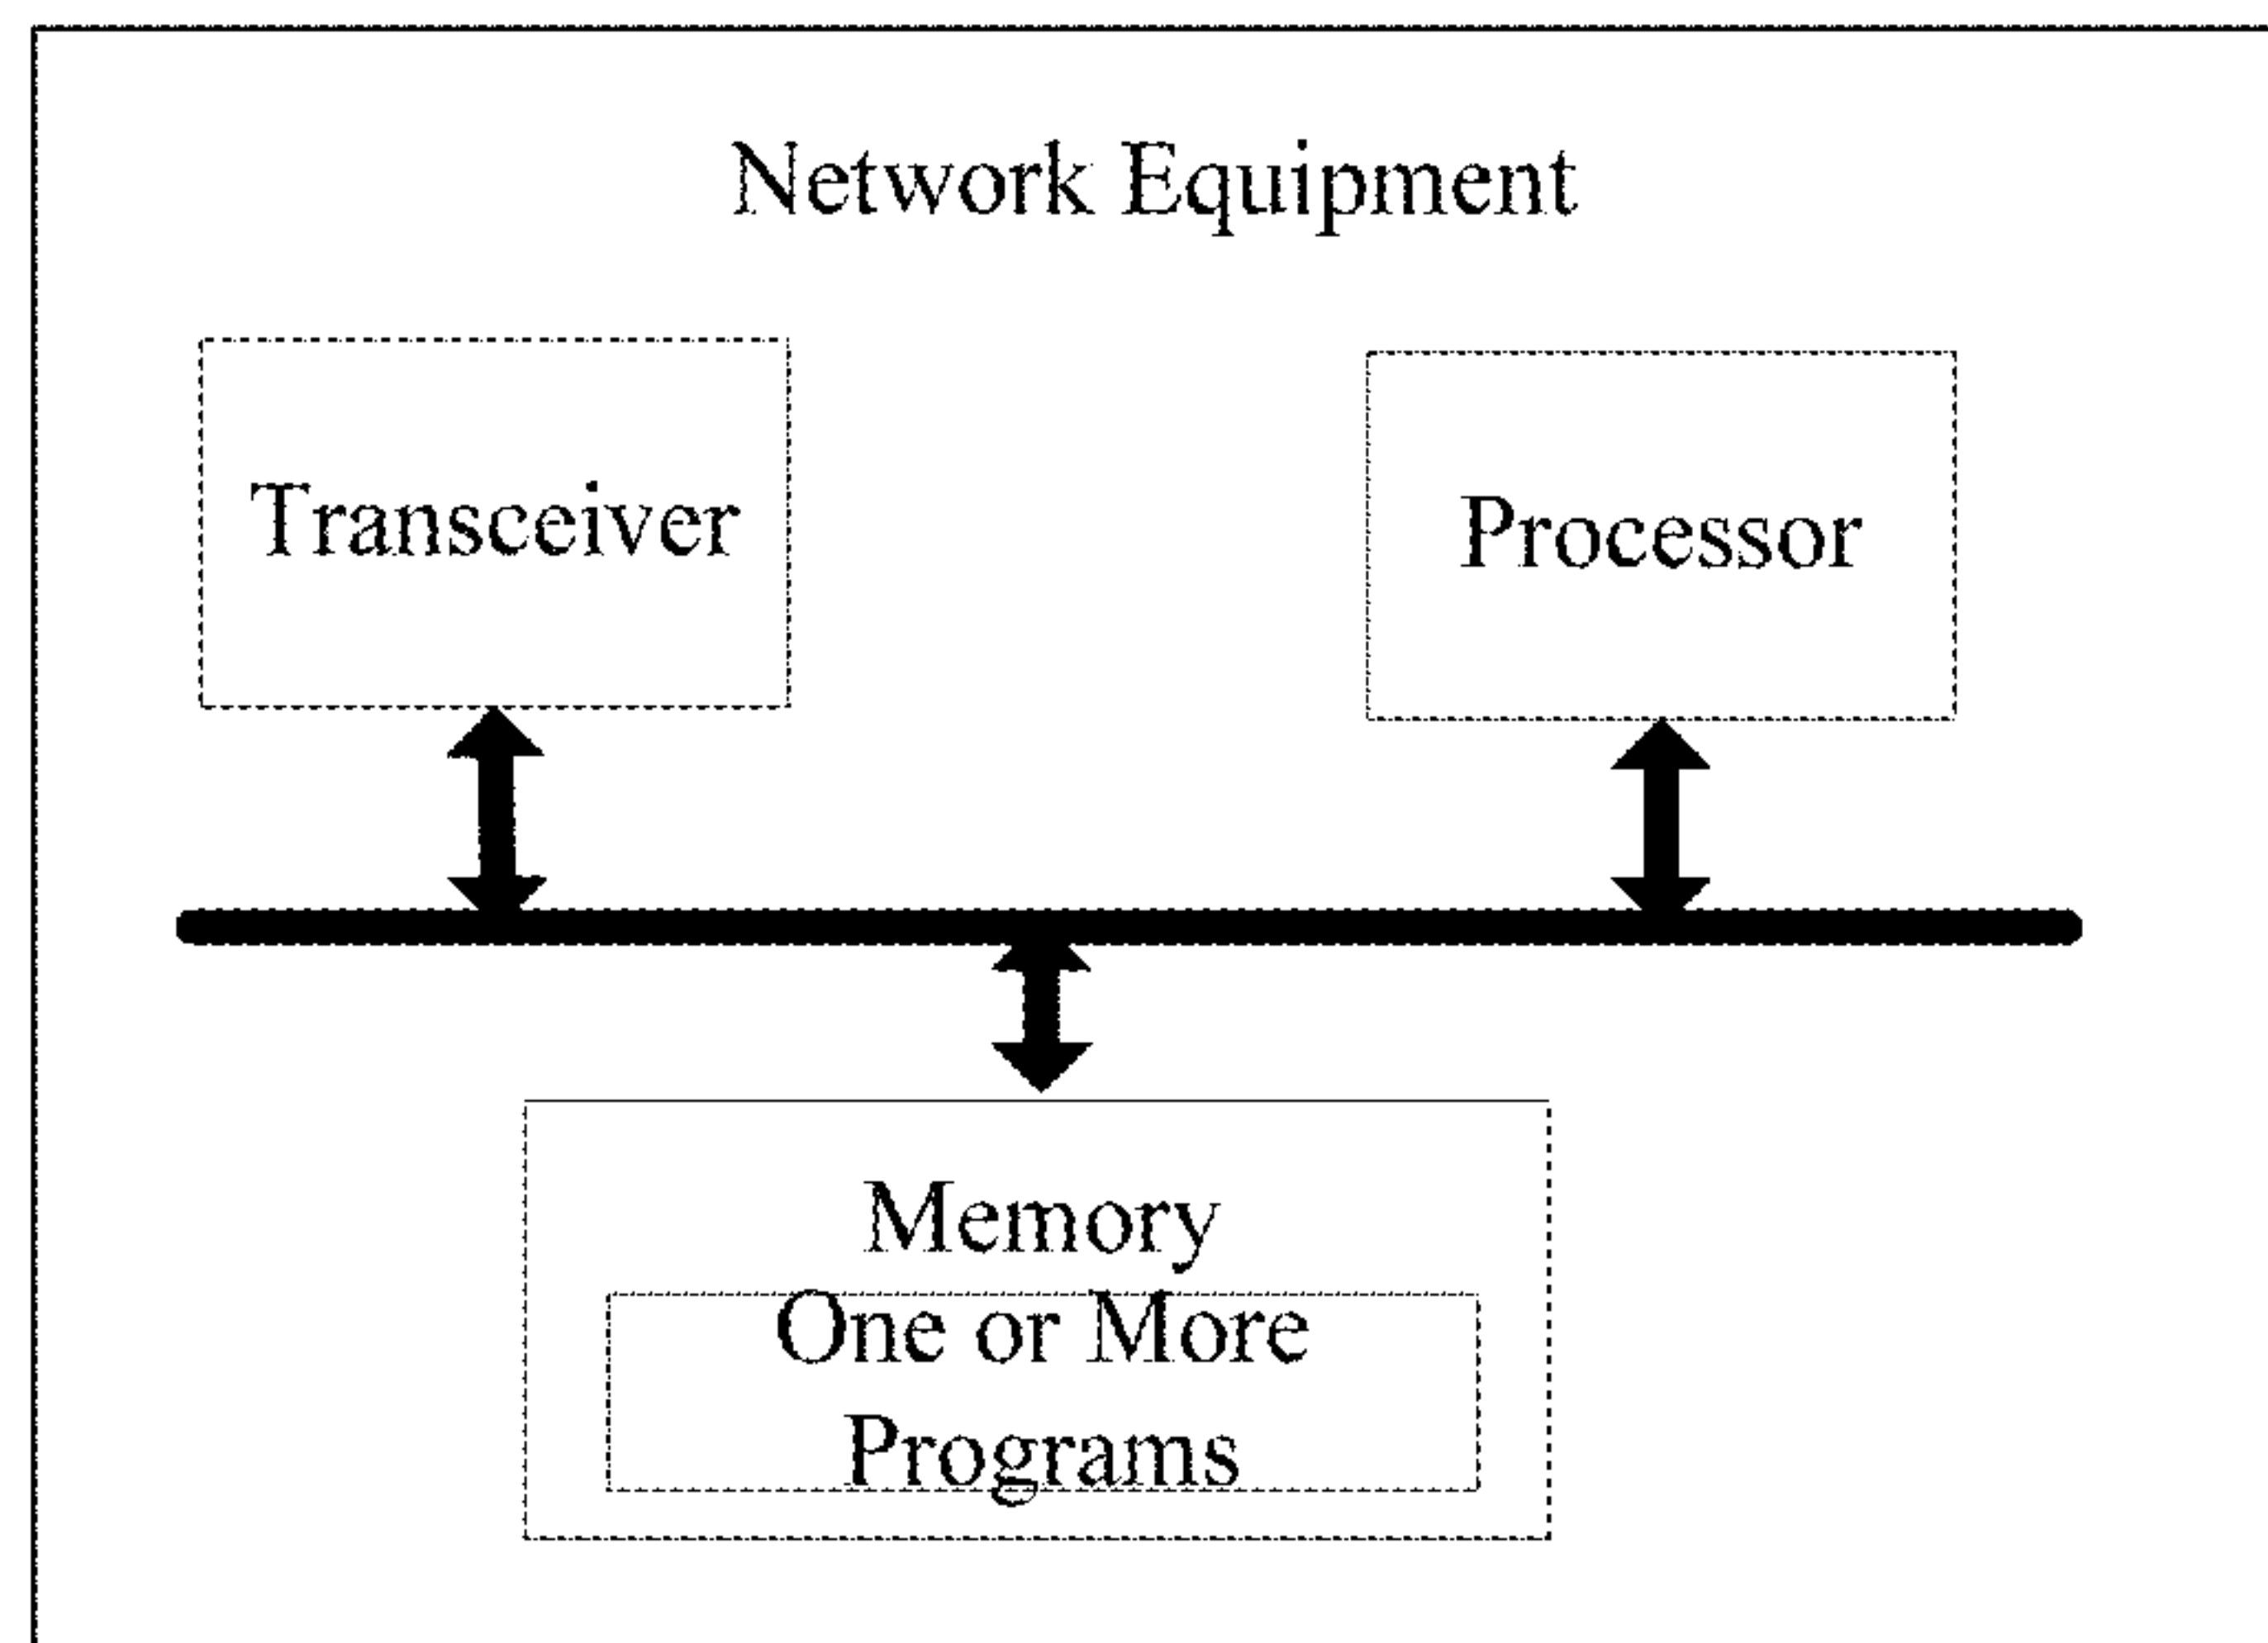 Network Equipment
Transceiver
Processor
Memory
One or More
Programs